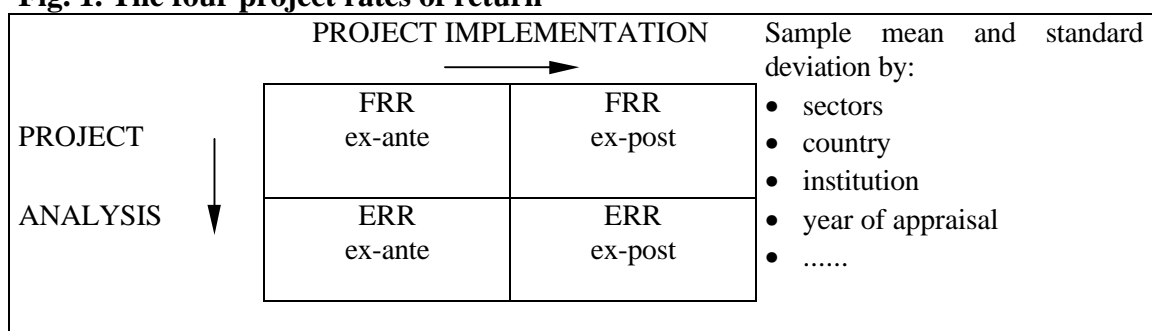 Fig. 1. The four project rates of return
PROJECT IMPLEMENTATION
Sample mean and standard
deviation by:
FRR
ex-ante
FRR
ex-post
• sectors
PROJECT
• country
• institution
ANALYSIS
ERR
ex-ante
ERR
ex-post
• year of appraisal
• ......